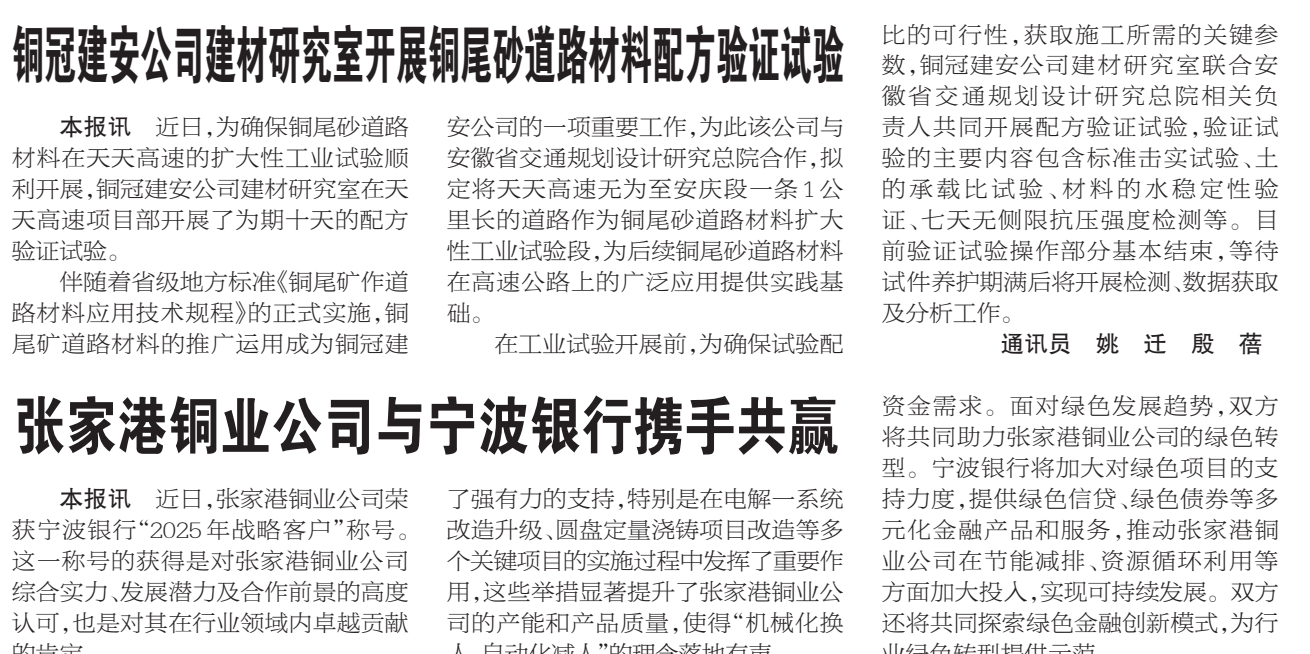 铜冠建安公司建材研究室开展铜尾砂道路材料配方验证试验
本报讯　近日,为确保铜尾砂道路
材料在天天高速的扩大性工业试验顺
利开展,铜冠建安公司建材研究室在天
天高速项目部开展了为期十天的配方
验证试验。
伴随着省级地方标准《铜尾矿作道
路材料应用技术规程》的正式实施,铜
尾矿道路材料的推广运用成为铜冠建
安公司的一项重要工作,为此该公司与
安徽省交通规划设计研究总院合作,拟
定将天天高速无为至安庆段一条1公
里长的道路作为铜尾砂道路材料扩大
性工业试验段,为后续铜尾砂道路材料
在高速公路上的广泛应用提供实践基
础。
在工业试验开展前,为确保试验配
比的可行性,获取施工所需的关键参
数,铜冠建安公司建材研究室联合安
徽省交通规划设计研究总院相关负
责人共同开展配方验证试验,验证试
验的主要内容包含标准击实试验、土
的承载比试验、材料的水稳定性验
证、七天无侧限抗压强度检测等。目
前验证试验操作部分基本结束,等待
试件养护期满后将开展检测、数据获取
及分析工作。
通讯员　姚　迁　殷　蓓
张家港铜业公司与宁波银行携手共赢
本报讯　近日,张家港铜业公司荣
获宁波银行“2025年战略客户”称号。
这一称号的获得是对张家港铜业公司
综合实力、发展潜力及合作前景的高度
认可,也是对其在行业领域内卓越贡献
的肯定
了强有力的支持,特别是在电解一系统
改造升级、圆盘定量浇铸项目改造等多
个关键项目的实施过程中发挥了重要作
用,这些举措显著提升了张家港铜业公
司的产能和产品质量,使得“机械化换
人、自动化减人”的理念落地有声
资金需求。面对绿色发展趋势,双方
将共同助力张家港铜业公司的绿色转
型。宁波银行将加大对绿色项目的支
持力度,提供绿色信贷、绿色债券等多
元化金融产品和服务,推动张家港铜
业公司在节能减排、资源循环利用等
方面加大投入,实现可持续发展。双方
还将共同探索绿色金融创新模式,为行
业绿色转型提供示范